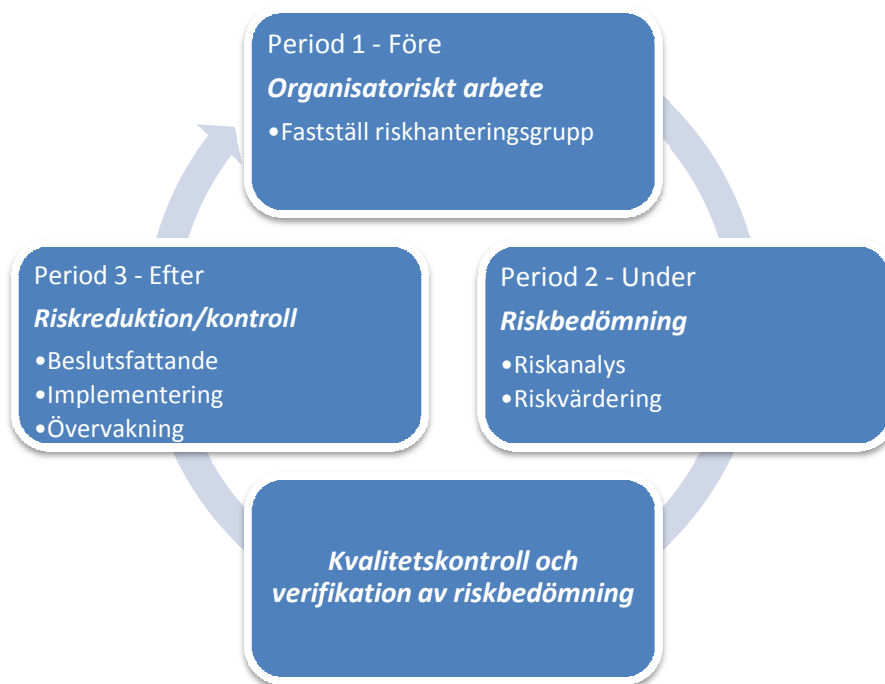 Period 1 - Före
Organisatoriskt arbete
•Fastställ riskhanteringsgrupp
Period 2 - Under
Riskbedömning
•Riskanalys
•Riskvärdering
Kvalitetskontroll och
verifikation av riskbedömning
Period 3 - Efter
Riskreduktion/kontroll
•Beslutsfattande
•Implementering
•Övervakning